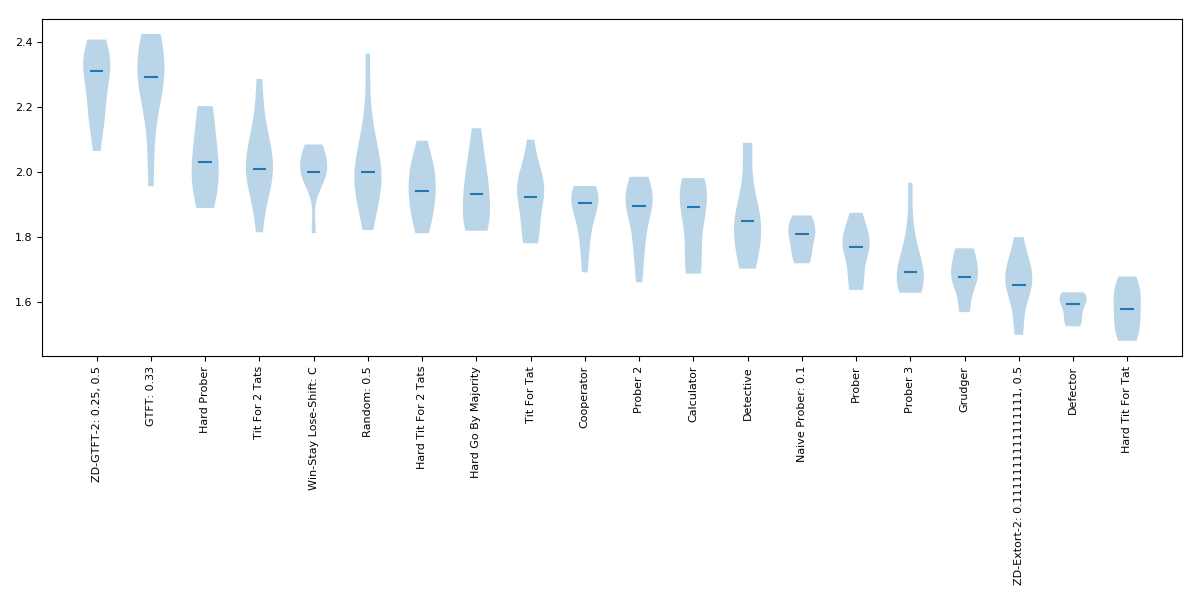 2.4
2.2
2.0
1.8
1.6
ZD-GTFT-2: 0.25, 0.5
GTFT: 0.33
Hard Prober
Tit For 2 Tats
Win-Stay Lose-Shift: C
Random: 0.5
Hard Tit For 2 Tats
Hard Go By Majority
Tit For Tat
Cooperator
Prober 2
Calculator
Detective
Naive Prober: 0.1
Prober
Prober 3
Grudger
ZD-Extort-2: 0.1111111111111111, 0.5
Defector
Hard Tit For Tat